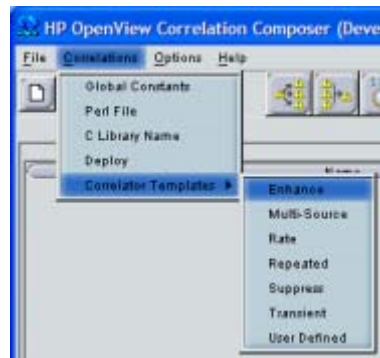 HP OpenView Correlation Composer (Deve
File Correlations Options Help
Global Constants
Perl File
C Library Name
Deploy
Correlator Templates
Name
Enhance
Multi-Source
Rate
Repeated
Suppress
Transient
User Defined